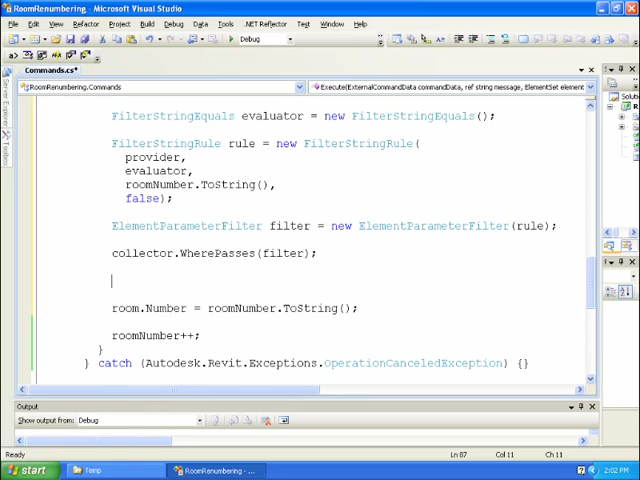 RoomRenumbering - Microsoft Visual Studio
File Edit View Refactor Project Build Debug Data Tools .NET Reflector Test Window Help
Debug
Commands.cs*
RoomRenumbering.Commands
Execute(ExternalCommandData commandData, ref string message, ElementSet element
FilterStringEquals evaluator = new FilterStringEquals();
FilterStringRule rule = new FilterStringRule(
provider,
evaluator,
roomNumber.ToString(),
false);
ElementParameterFilter filter = new ElementParameterFilter(rule);
collector.WherePasses(filter);
room.Number = roomNumber.ToString();
roomNumber++;
}
} catch (Autodesk.Revit.Exceptions.OperationCanceledException) {}
Server Explorer
Toolbox
Output
Show output from: Debug
Ready
Ln 87
Col 11
Ch 11
start
Temp
RoomRenumbering - ...
2:02 PM